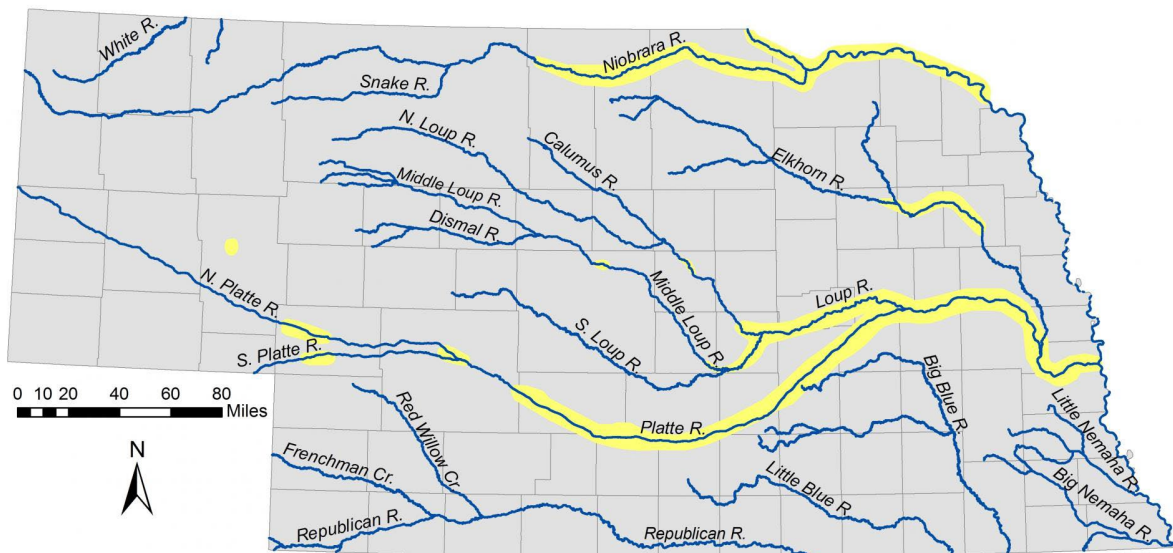 White R.
Niobrara R.
Snake R.
N. Loup R.
Calumus R.
Elkhorn R.
Middle Loup R.
Dismal R.
N. Platte R.
Middle Loup R.
Loup R.
S. Platte R.
S. Loup R.
Big Blue R.
0 10 20 40 60 80 Miles
Red Willow Cr.
Platte R.
Little Nemaha R.
N
Frenchman Cr.
Little Blue R.
Big Nemaha R.
Republican R.
Republican R.